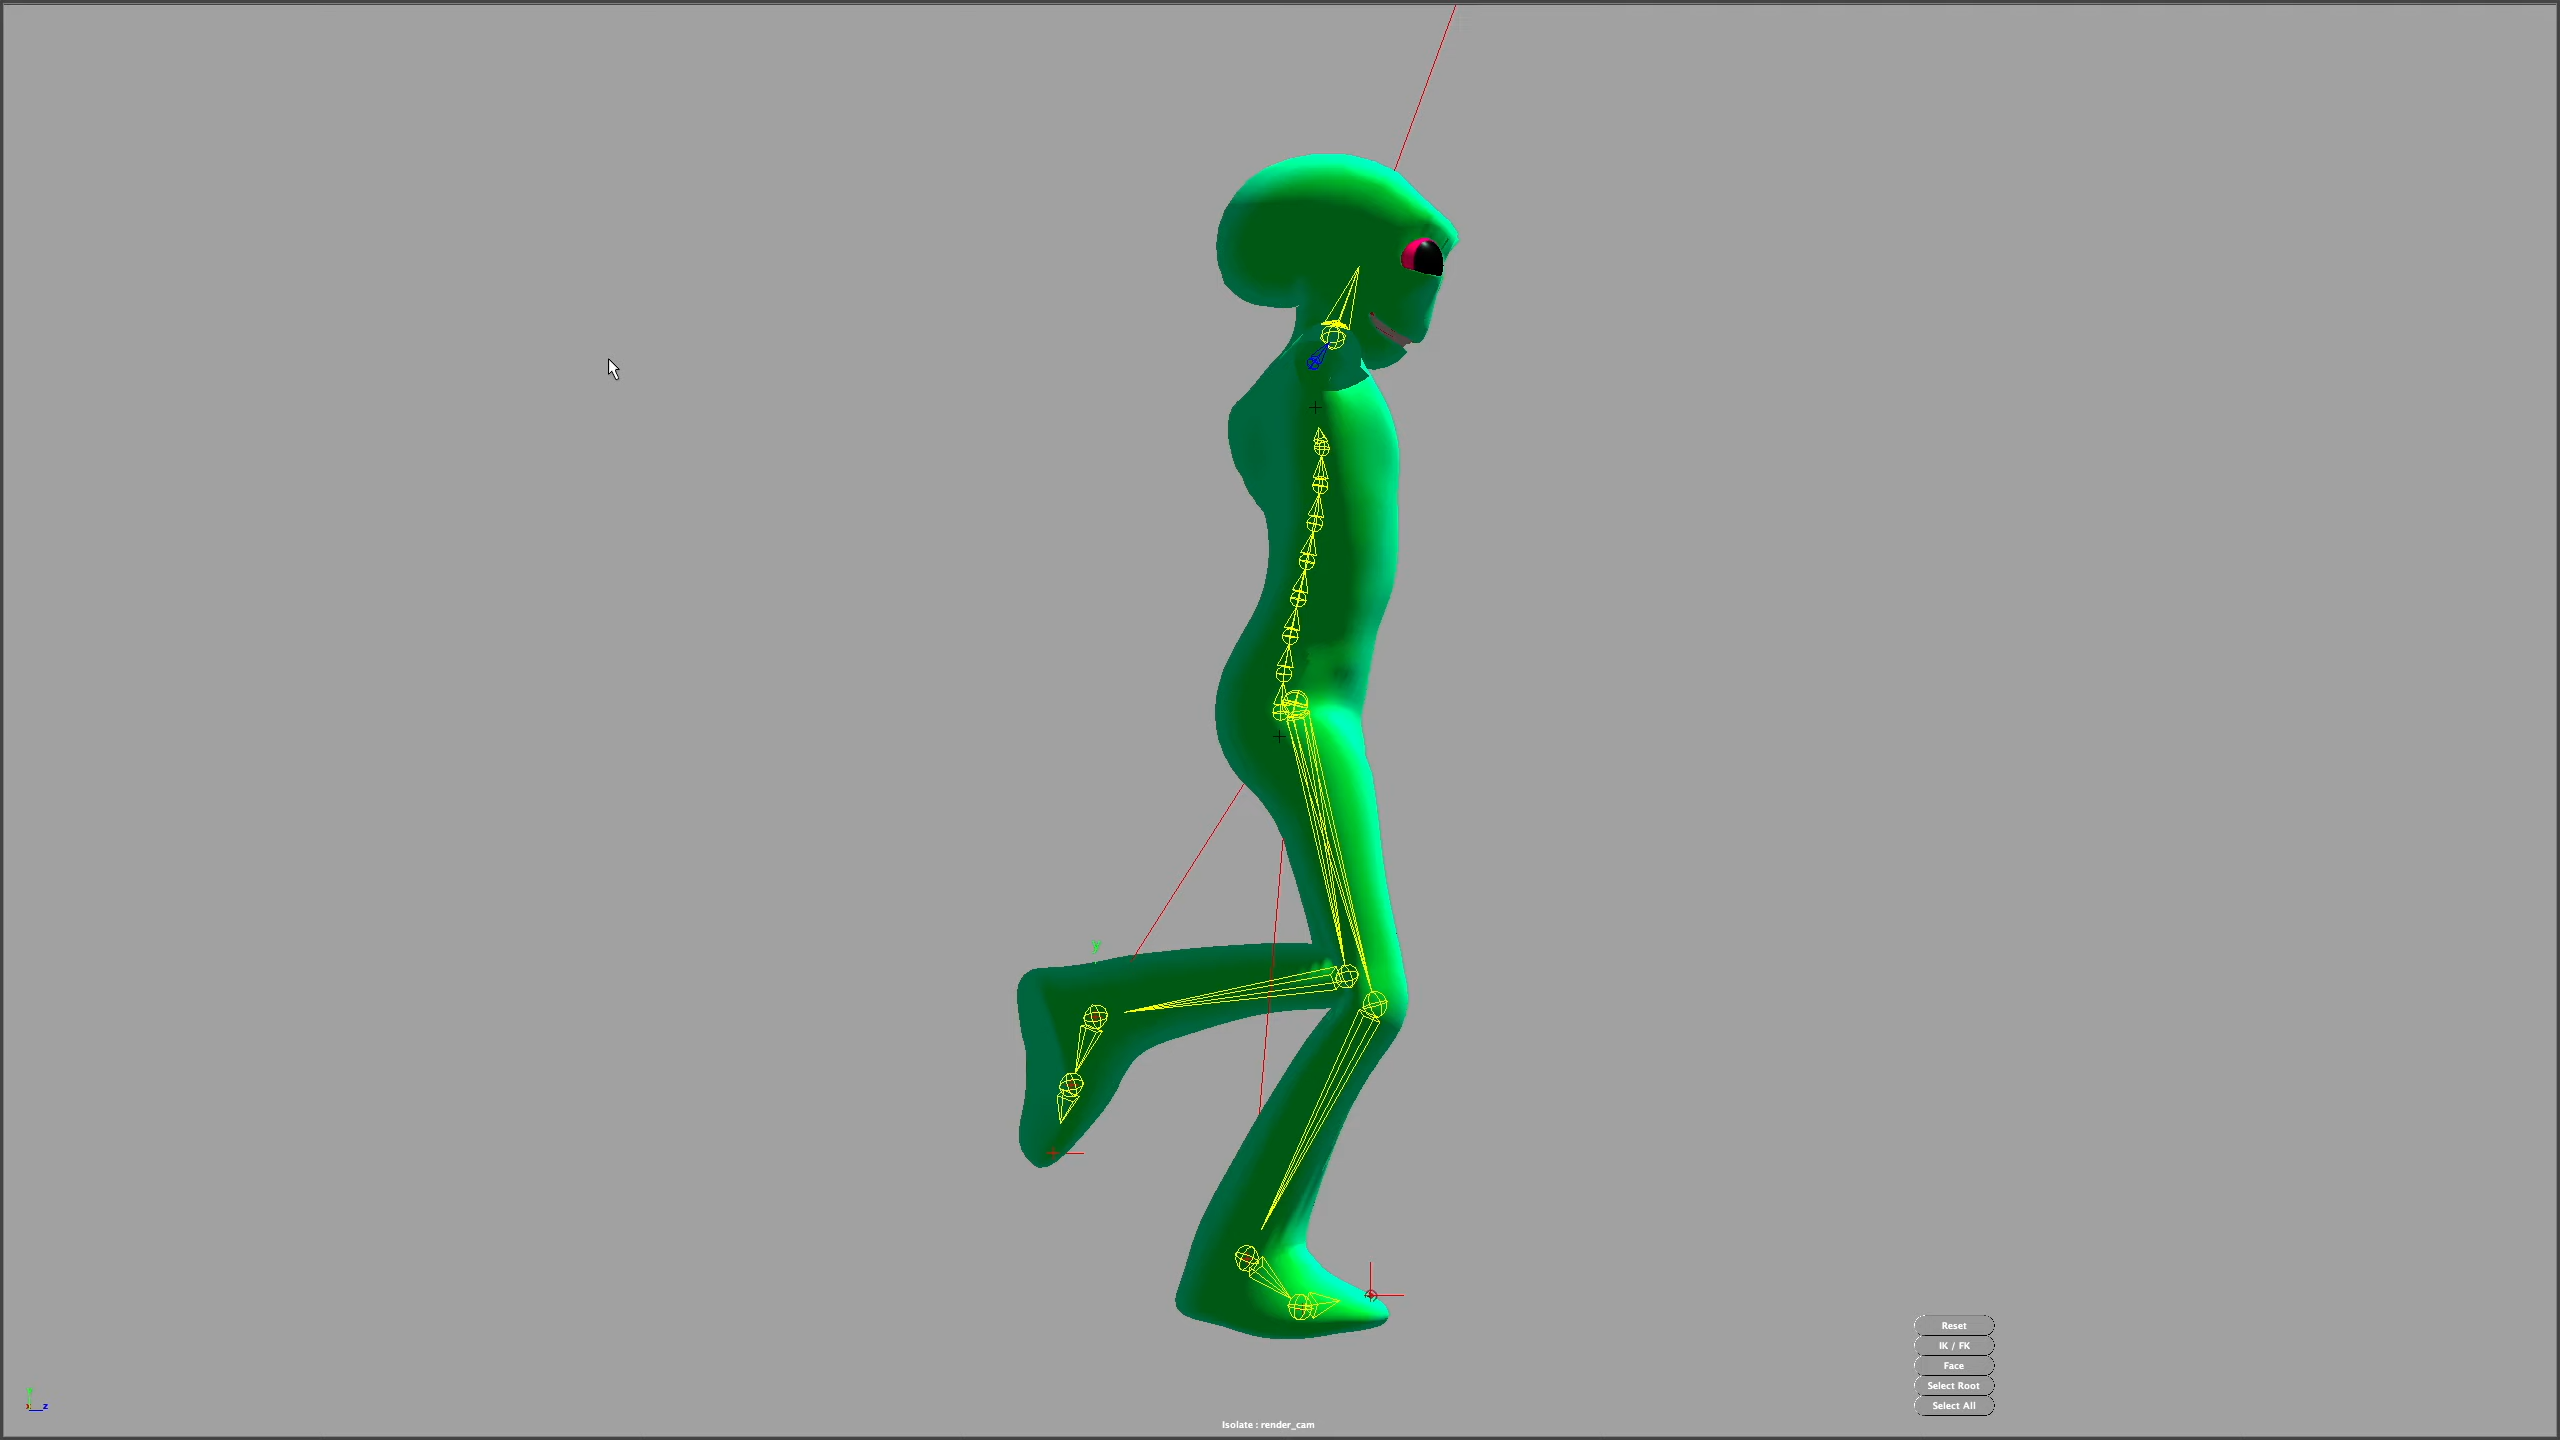 y
Reset
IK / FK
Face
Select Root
Select All
z
Isolate : render_cam